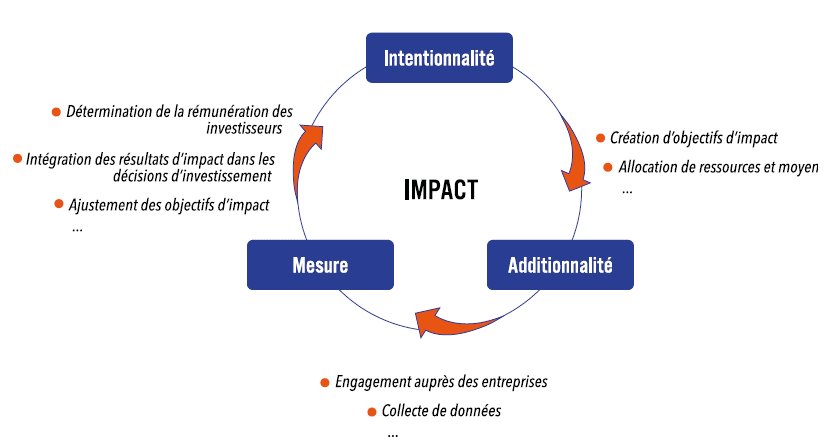 Intentionnalité
Détermination de la rémunération des
investisseurs
Intégration des résultats d'impact dans les
décisions d'investissement
Ajustement des objectifs d'impact
...
Création d'objectifs d'impact
Allocation de ressources et moyen
...
IMPACT
Mesure
Additionnalité
Engagement auprès des entreprises
Collecte de données
...